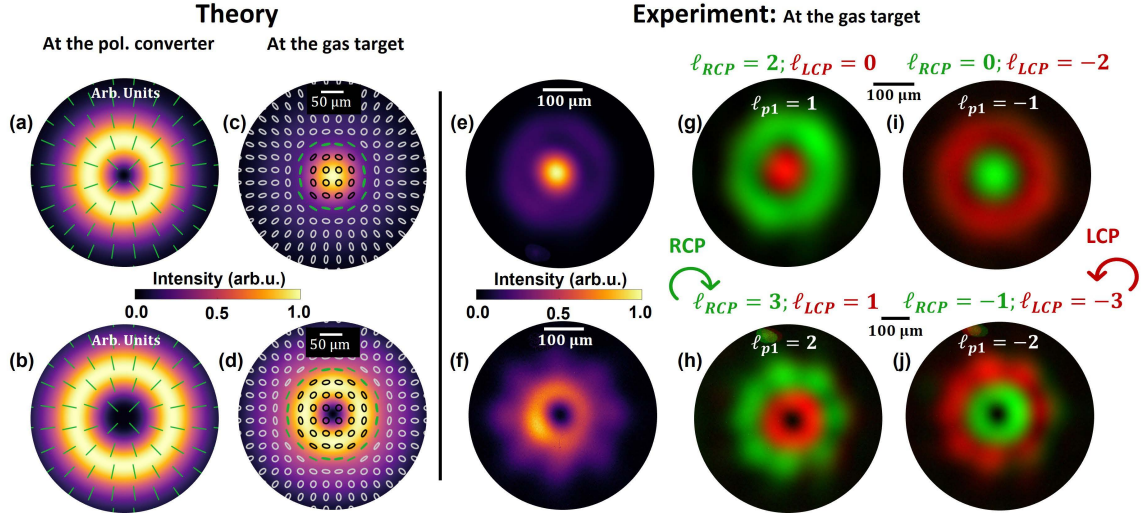 Theory
Experiment: At the gas target
At the pol. converter
At the gas target
ℓ_RCP = 2; ℓ_LCP = 0
ℓ_RCP = 0; ℓ_LCP = −2
Arb. Units
50 μm
100 μm
100 μm
ℓ_p1 = 1
ℓ_p1 = −1
(a)
(c)
(e)
(g)
(i)
RCP
LCP
Intensity (arb.u.)
0.0
0.5
1.0
Intensity (arb.u.)
0.0
0.5
1.0
ℓ_RCP = 3; ℓ_LCP = 1
ℓ_RCP = −1; ℓ_LCP = −3
Arb. Units
50 μm
100 μm
100 μm
ℓ_p1 = 2
ℓ_p1 = −2
(b)
(d)
(f)
(h)
(j)